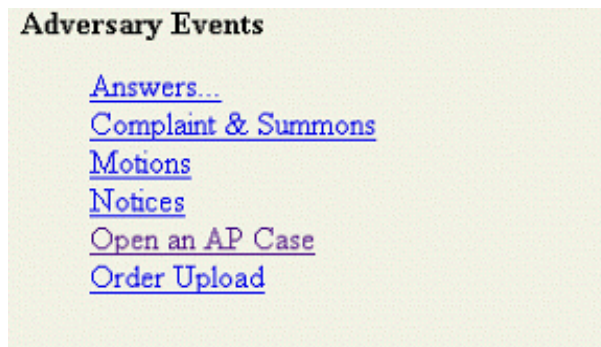 Adversary Events
Answers...
Complaint & Summons
Motions
Notices
Open an AP Case
Order Upload